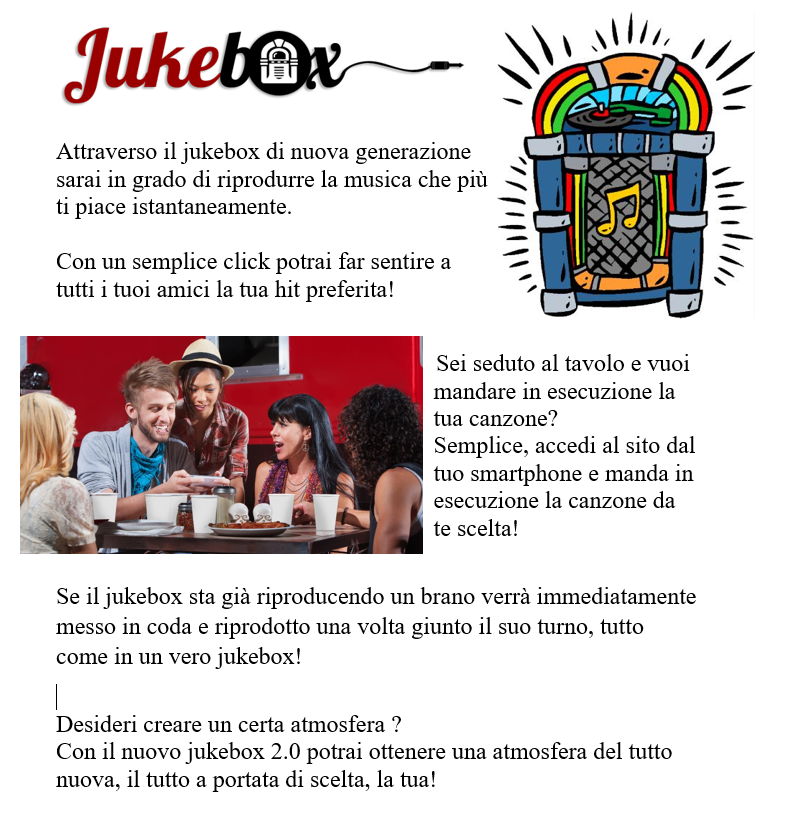 Jukebox
Attraverso il jukebox di nuova generazione
sarai in grado di riprodurre la musica che più
ti piace istantaneamente.
Con un semplice click potrai far sentire a
tutti i tuoi amici la tua hit preferita!
Sei seduto al tavolo e vuoi
mandare in esecuzione la
tua canzone?
Semplice, accedi al sito dal
tuo smartphone e manda in
esecuzione la canzone da
te scelta!
Se il jukebox sta già riproducendo un brano verrà immediatamente
messo in coda e riprodotto una volta giunto il suo turno, tutto
come in un vero jukebox!
Desideri creare un certa atmosfera ?
Con il nuovo jukebox 2.0 potrai ottenere una atmosfera del tutto
nuova, il tutto a portata di scelta, la tua!